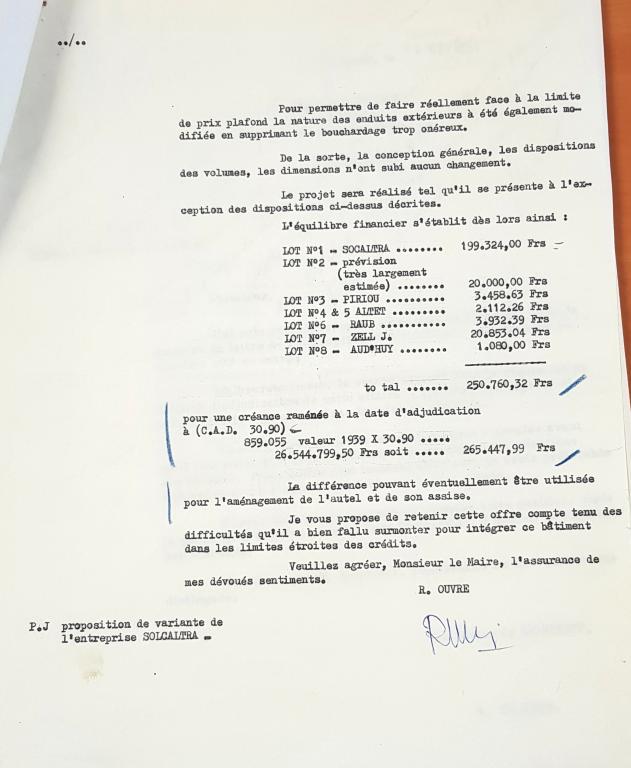 ../..
Pour permettre de faire réellement face à la limite
de prix plafond la nature des enduits extérieurs à été également mo-
difiée en supprimant le bouchardage trop onéreux.
De la sorte, la conception générale, les dispositions
des volumes, les dimensions n'ont subi aucun changement.
Le projet sera réalisé tel qu'il se présente à l'ex-
ception des dispositions ci-dessus décrites.
L'équilibre financier s'établit dès lors ainsi :
LOT N°1 - SOCALTRA ........ 199.324,00 Frs -
LOT N°2 - prévision
(très largement
estimée) ........ 20.000,00 Frs
LOT N°3 - PIRIOU .......... 3.458.63 Frs
LOT N°4 & 5 ALTET ......... 2.112.26 Frs
LOT N°6 - RAUB ........... 3.932.39 Frs
LOT N°7 - ZELL J. 20.853.04 Frs
LOT N°8 - AUD'HUY ........ 1.080,00 Frs
to tal ....... 250.760,32 Frs
pour une créance raménée à la date d'adjudication
à (C.A.D. 30.90)
859.055 valeur 1939 X 30.90 .....
26.544.799,50 Frs soit ..... 265.447,99 Frs
La différence pouvant éventuellement être utilisée
pour l'aménagement de l'autel et de son assise.
Je vous propose de retenir cette offre compte tenu des
difficultés qu'il a bien fallu surmonter pour intégrer ce bâtiment
dans les limites étroites des crédits.
Veuillez agréer, Monsieur le Maire, l'assurance de
mes dévoués sentiments.
R. OUVRE
P.J proposition de variante de
l'entreprise SOLCALTRA -